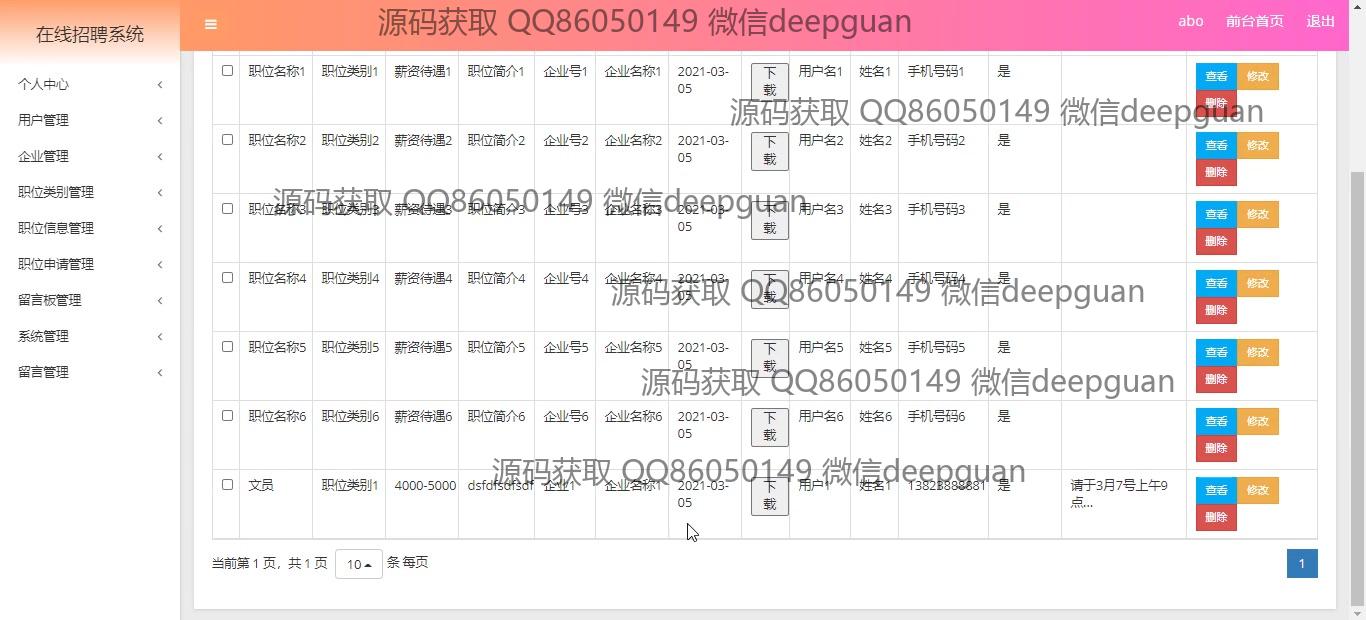 在线招聘系统
源码获取 QQ86050149 微信deepguan
abo 前台首页 退出
个人中心
用户管理
企业管理
职位类别管理
职位信息管理
职位申请管理
留言板管理
系统管理
留言管理
职位名称1 职位类别1 薪资待遇1 职位简介1 企业号1 企业名称1 2021-03-05 下载 用户名1 姓名1 手机号码1 是 查看 修改 删除
源码获取 QQ86050149 微信deepguan
职位名称2 职位类别2 薪资待遇2 职位简介2 企业号2 企业名称2 2021-03-05 下载 用户名2 姓名2 手机号码2 是 查看 修改 删除
源码获取 QQ86050149 微信deepguan
职位名称3 职位类别3 薪资待遇3 职位简介3 企业号3 企业名称3 2021-03-05 下载 用户名3 姓名3 手机号码3 是 查看 修改 删除
职位名称4 职位类别4 薪资待遇4 职位简介4 企业号4 企业名称4 2021-03-05 下载 用户名4 姓名4 手机号码4 是 查看 修改 删除
源码获取 QQ86050149 微信deepguan
职位名称5 职位类别5 薪资待遇5 职位简介5 企业号5 企业名称5 2021-03-05 下载 用户名5 姓名5 手机号码5 是 查看 修改 删除
源码获取 QQ86050149 微信deepguan
职位名称6 职位类别6 薪资待遇6 职位简介6 企业号6 企业名称6 2021-03-05 下载 用户名6 姓名6 手机号码6 是 查看 修改 删除
源码获取 QQ86050149 微信deepguan
文员 职位类别1 4000-5000 dsfdfsdfsdf 企业1 企业名称1 2021-03-05 下载 用户1 姓名1 13823888881 是 请于3月7号上午9点... 查看 修改 删除
当前第 1 页，共 1 页 10 条 每页
1